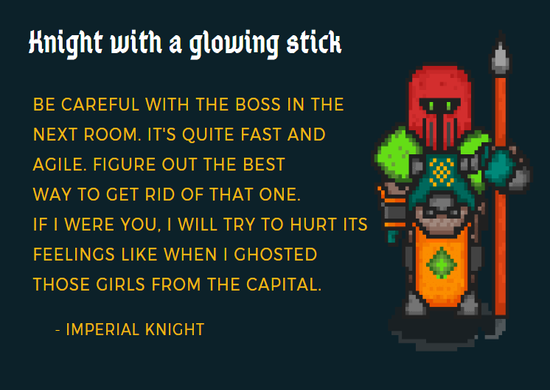 Knight with a glowing stick
BE CAREFUL WITH THE BOSS IN THE
NEXT ROOM. IT'S QUITE FAST AND
AGILE. FIGURE OUT THE BEST
WAY TO GET RID OF THAT ONE.
IF I WERE YOU, I WILL TRY TO HURT ITS
FEELINGS LIKE WHEN I GHOSTED
THOSE GIRLS FROM THE CAPITAL.
- IMPERIAL KNIGHT